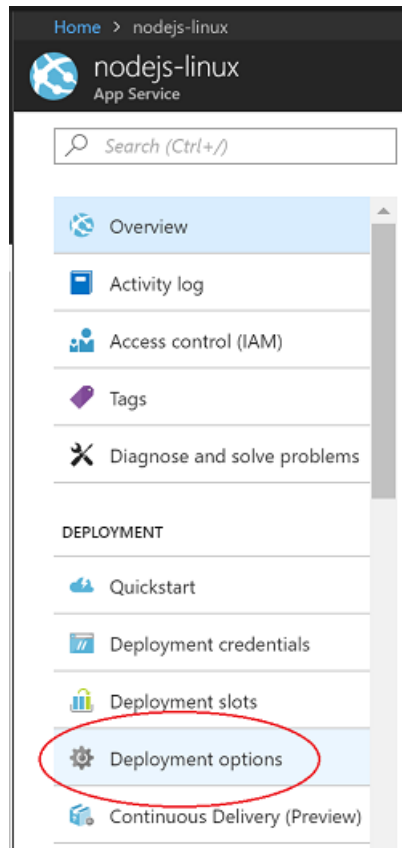 Home > nodejs-linux
nodejs-linux
App Service
Search (Ctrl+/)
Overview
Activity log
Access control (IAM)
Tags
Diagnose and solve problems
DEPLOYMENT
Quickstart
Deployment credentials
Deployment slots
Deployment options
Continuous Delivery (Preview)